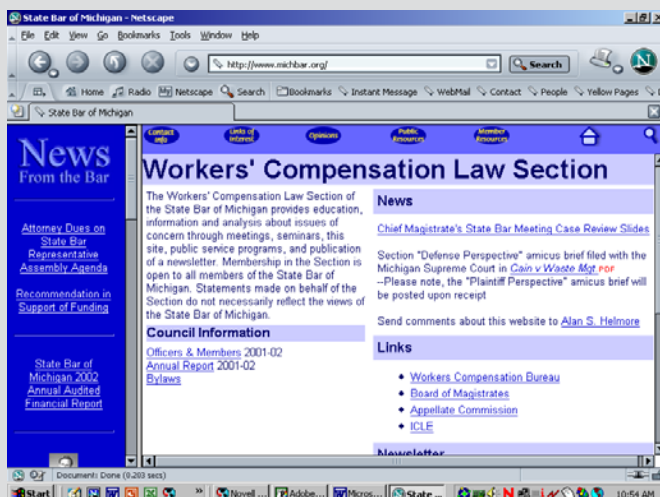 State Bar of Michigan - Netscape
File Edit View Go Bookmarks Tools Window Help
http://www.michbar.org/
Search
Home Radio Netscape Search Bookmarks Instant Message WebMail Contact People Yellow Pages
State Bar of Michigan
News
From the Bar
Attorney Dues on
State Bar
Representative
Assembly Agenda
Recommendation in
Support of Funding
State Bar of
Michigan 2002
Annual Audited
Financial Report
Contact Info
Links of Interest
Opinions
Public Resources
Member Resources
Workers' Compensation Law Section
The Workers' Compensation Law Section of
the State Bar of Michigan provides education,
information and analysis about issues of
concern through meetings, seminars, this
site, public service programs, and publication
of a newsletter. Membership in the Section is
open to all members of the State Bar of
Michigan. Statements made on behalf of the
Section do not necessarily reflect the views of
the State Bar of Michigan.
Council Information
Officers & Members 2001-02
Annual Report 2001-02
Bylaws
News
Chief Magistrate's State Bar Meeting Case Review Slides
Section "Defense Perspective" amicus brief filed with the
Michigan Supreme Court in Cain v Waste Mgt PDF
--Please note, the "Plaintiff Perspective" amicus brief will
be posted upon receipt
Send comments about this website to Alan S. Helmore
Links
Workers Compensation Bureau
Board of Magistrates
Appellate Commission
ICLE
Newsletter
Document: Done (0.203 secs)
Start
Novell ...
Adobe...
Micros...
State ...
10:54 AM